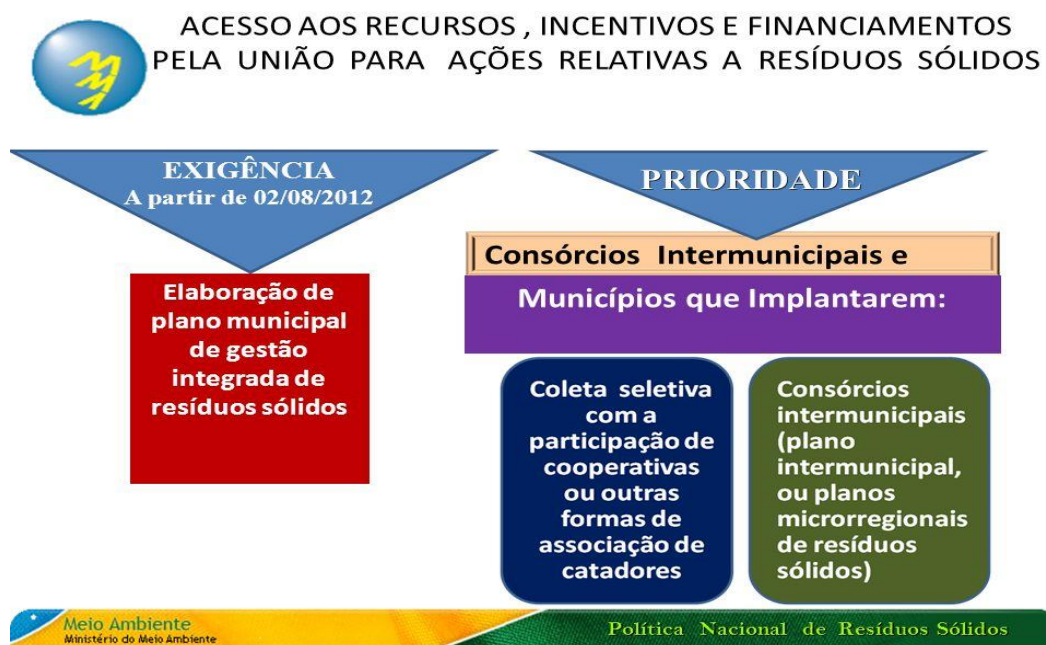 ACESSO AOS RECURSOS , INCENTIVOS E FINANCIAMENTOS
PELA UNIÃO PARA AÇÕES RELATIVAS A RESÍDUOS SÓLIDOS
MMA
EXIGÊNCIA
A partir de 02/08/2012
Elaboração de
plano municipal
de gestão
integrada de
resíduos sólidos
PRIORIDADE
Consórcios Intermunicipais e
Municípios que Implantarem:
Coleta seletiva
com a
participação de
cooperativas
ou outras
formas de
associação de
catadores
Consórcios
intermunicipais
(plano
intermunicipal,
ou planos
microrregionais
de resíduos
sólidos)
Meio Ambiente
Ministério do Meio Ambiente
Política Nacional de Resíduos Sólidos